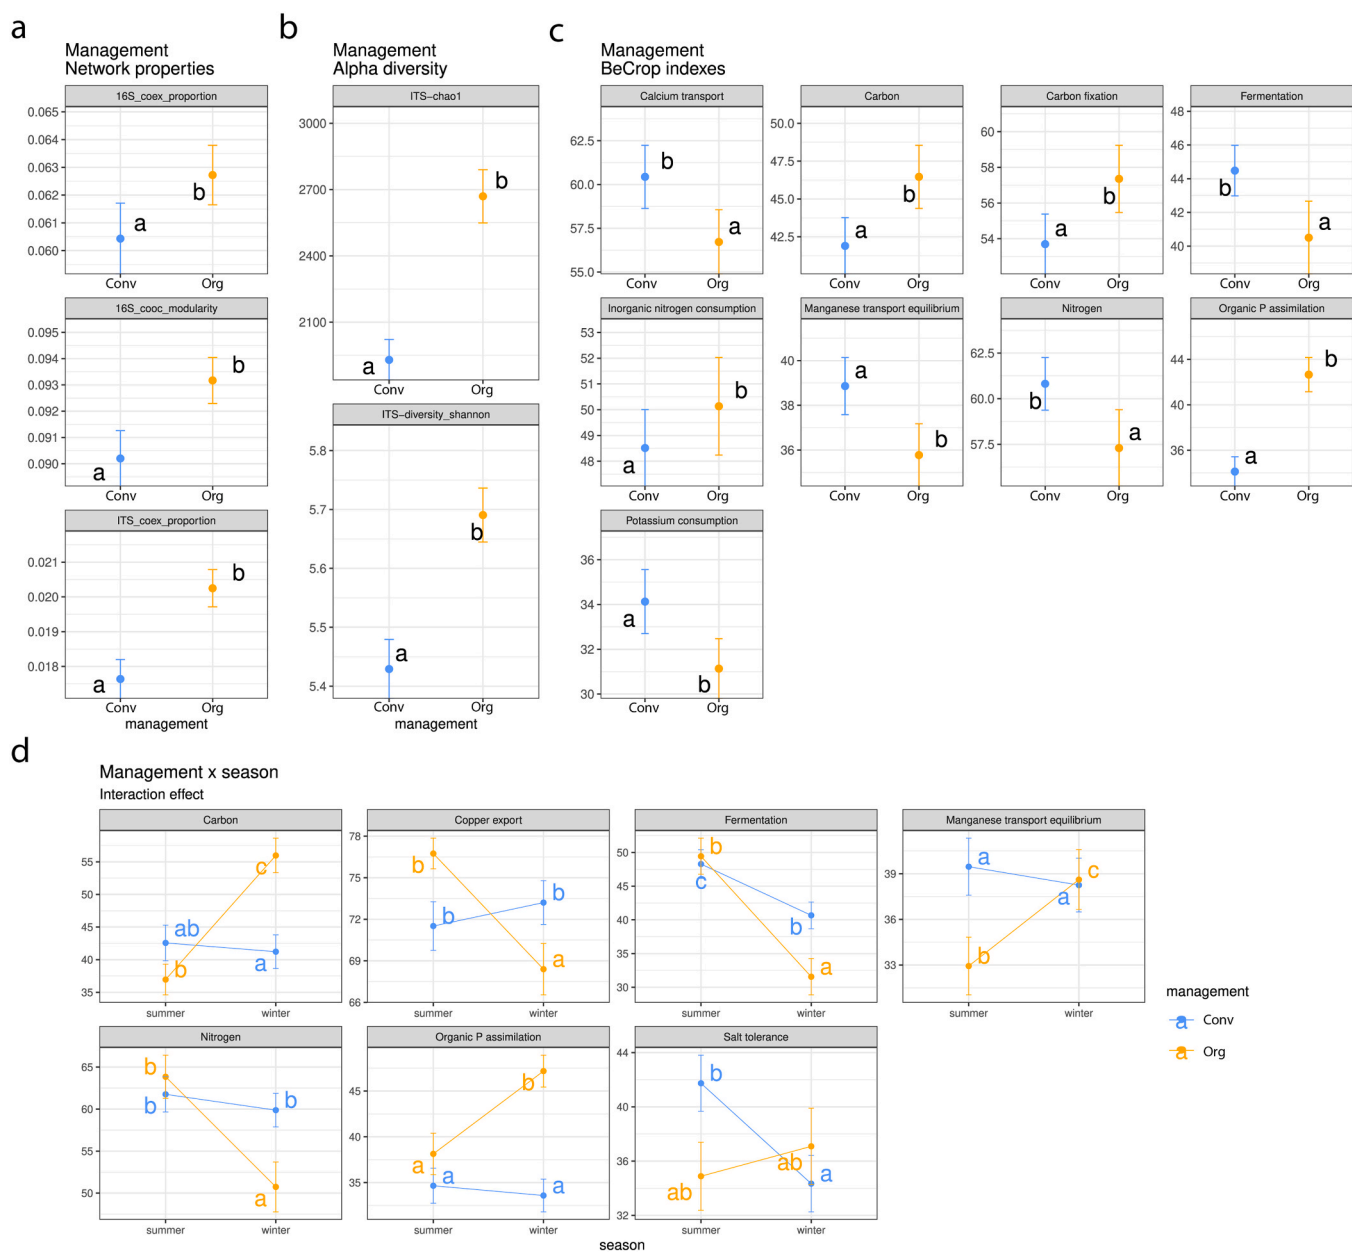 a
Management
Network properties
16S_coex_proportion
0.065
0.064
0.063
0.062
0.061
0.060
a
b
Conv
Org
16S_cooc_modularity
0.095
0.094
0.093
0.092
0.091
0.090
a
b
ITS_coex_proportion
0.021
0.020
0.019
0.018
a
b
Conv
Org
management
b
Management
Alpha diversity
ITS-chao1
3000
2700
2400
2100
a
b
Conv
Org
ITS-diversity_shannon
5.8
5.7
5.6
5.5
5.4
a
b
Conv
Org
management
c
Management
BeCrop indexes
Calcium transport
62.5
60.0
57.5
55.0
b
a
Conv
Org
Carbon
50.0
47.5
45.0
42.5
a
b
Conv
Org
Carbon fixation
60
58
56
54
a
b
Conv
Org
Fermentation
48
46
44
42
40
b
a
Conv
Org
Inorganic nitrogen consumption
53
52
51
50
49
48
a
b
Conv
Org
Manganese transport equilibrium
40
38
36
a
b
Conv
Org
Nitrogen
62.5
60.0
57.5
b
a
Conv
Org
Organic P assimilation
44
40
36
a
b
Conv
Org
Potassium consumption
36
34
32
31
30
a
b
Conv
Org
d
Management x season
Interaction effect
Carbon
55
50
45
40
35
ab
b
c
a
summer
winter
Copper export
78
75
72
69
66
b
b
b
a
summer
winter
Fermentation
50
45
40
35
30
b
c
b
a
summer
winter
Manganese transport equilibrium
39
36
33
a
b
c
a
summer
winter
Nitrogen
65
60
55
50
b
b
b
a
summer
winter
Organic P assimilation
45
40
35
a
a
b
a
summer
winter
Salt tolerance
44
40
36
32
b
ab
ab
a
summer
winter
season
management
a Conv
a Org